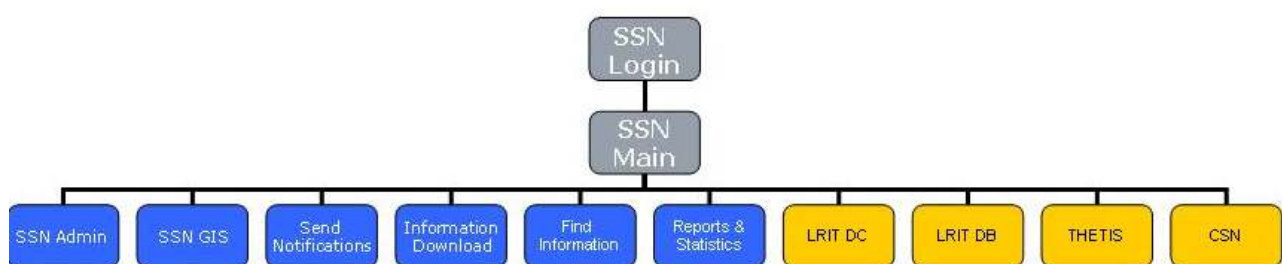 SSN
Login
SSN
Main
SSN Admin
SSN GIS
Send
Notifications
Information
Download
Find
Information
Reports &
Statistics
LRIT DC
LRIT DB
THETIS
CSN